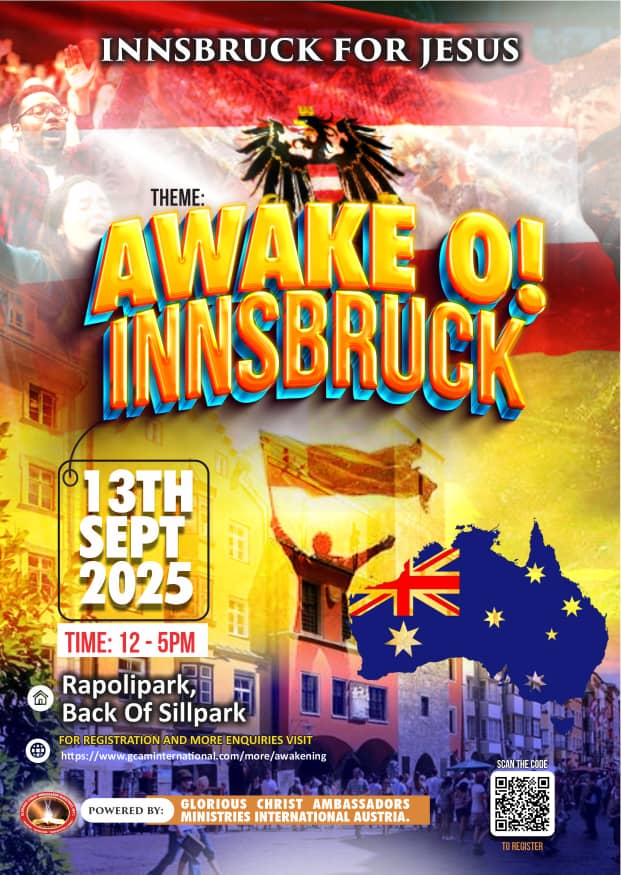 INNSBRUCK FOR JESUS
THEME:
AWAKE O!
INNSBRUCK
13TH
SEPT
2025
TIME: 12 - 5PM
Rapolipark,
Back Of Sillpark
FOR REGISTRATION AND MORE ENQUIRIES VISIT
https://www.gcaminternational.com/more/awakening
SCAN THE CODE
TO REGISTER
POWERED BY:
GLORIOUS CHRIST AMBASSADORS
MINISTRIES INTERNATIONAL AUSTRIA.